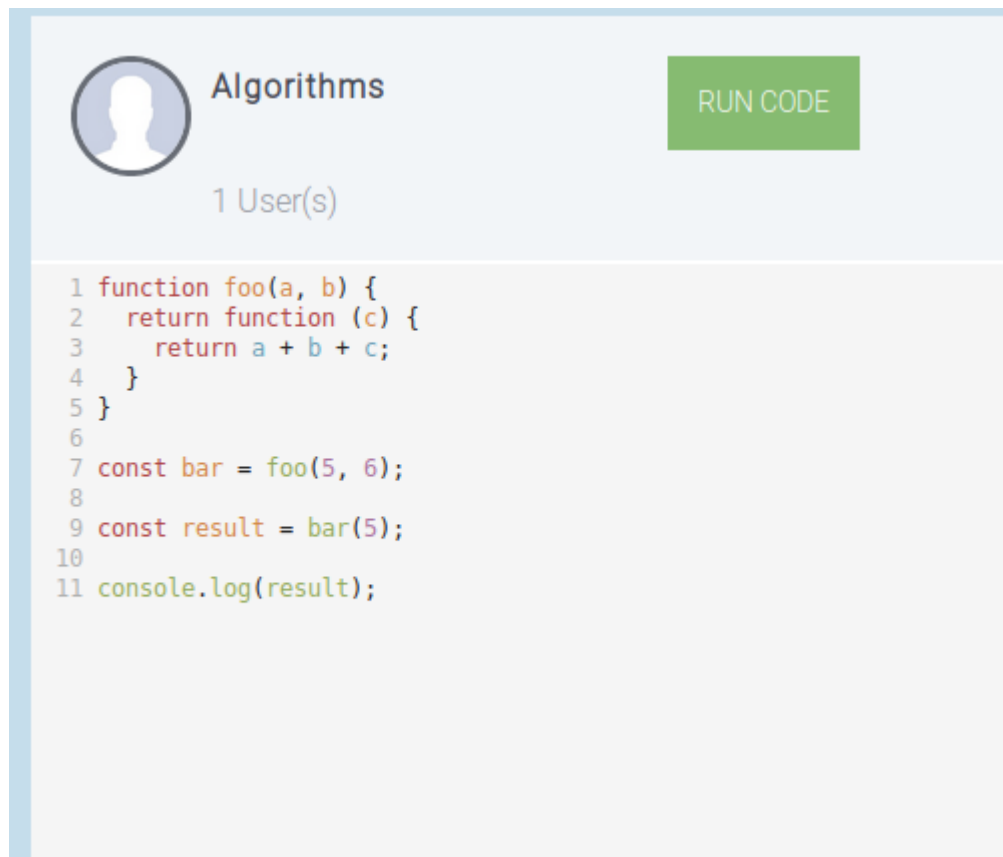 Algorithms
RUN CODE
1 User(s)
1 function foo(a, b) {
2   return function (c) {
3     return a + b + c;
4   }
5 }
6
7 const bar = foo(5, 6);
8
9 const result = bar(5);
10
11 console.log(result);